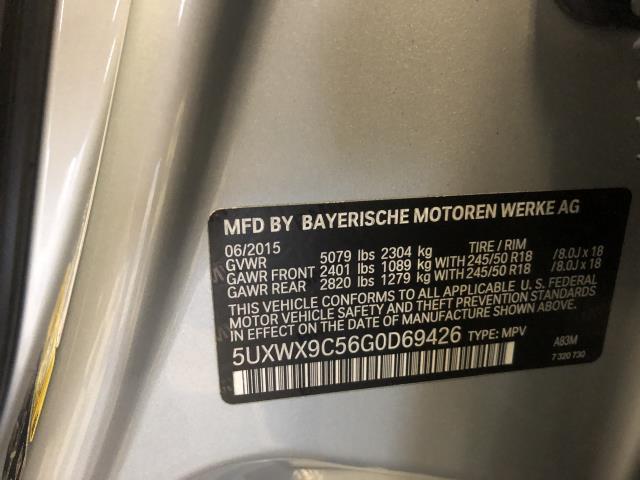 MFD BY BAYERISCHE MOTOREN WERKE AG
06/2015 TIRE / RIM
GVWR 5079 lbs 2304 kg
GAWR FRONT 2401 lbs 1089 kg WITH 245/50 R18 /8.0J x 18
GAWR REAR 2820 lbs 1279 kg WITH 245/50 R18 /8.0J x 18
THIS VEHICLE CONFORMS TO ALL APPLICABLE U.S. FEDERAL
MOTOR VEHICLE SAFETY AND THEFT PREVENTION STANDARDS
IN EFFECT ON THE DATE OF MANUFACTURE SHOWN ABOVE.
5UXWX9C56G0D69426 TYPE: MPV A83M
7 320 730